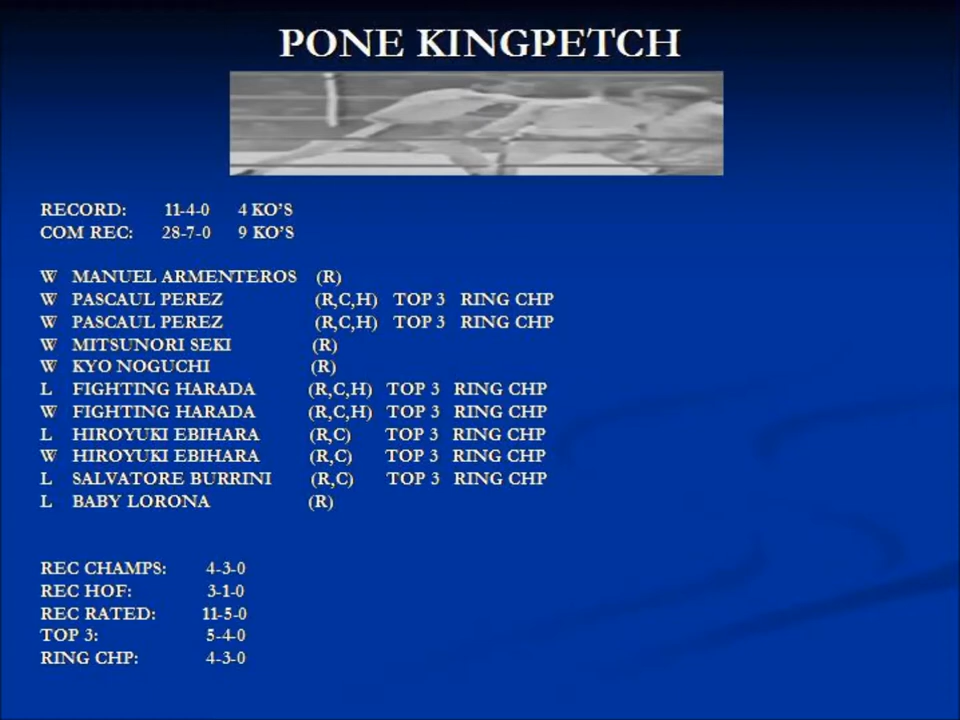 PONE KINGPETCH
RECORD: 11-4-0 4 KO'S
COM REC: 28-7-0 9 KO'S
W MANUEL ARMENTEROS (R)
W PASCAUL PEREZ (R,C,H) TOP 3 RING CHP
W PASCAUL PEREZ (R,C,H) TOP 3 RING CHP
W MITSUNORI SEKI (R)
W KYO NOGUCHI (R)
L FIGHTING HARADA (R,C,H) TOP 3 RING CHP
W FIGHTING HARADA (R,C,H) TOP 3 RING CHP
L HIROYUKI EBIHARA (R,C) TOP 3 RING CHP
W HIROYUKI EBIHARA (R,C) TOP 3 RING CHP
L SALVATORE BURRINI (R,C) TOP 3 RING CHP
L BABY LORONA (R)
REC CHAMPS: 4-3-0
REC HOF: 3-1-0
REC RATED: 11-5-0
TOP 3: 5-4-0
RING CHP: 4-3-0